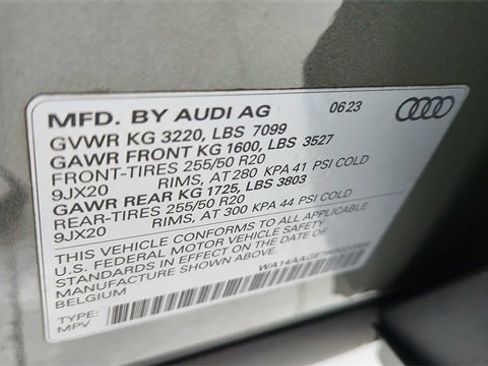 MFD. BY AUDI AG 0623
GVWR KG 3220, LBS 7099
GAWR FRONT KG 1600, LBS 3527
FRONT-TIRES 255/50 R20
9JX20 RIMS, AT 280 KPA 41 PSI COLD
GAWR REAR KG 1725, LBS 3803
REAR-TIRES 255/50 R20
9JX20 RIMS, AT 300 KPA 44 PSI COLD
THIS VEHICLE CONFORMS TO ALL APPLICABLE
U.S. FEDERAL MOTOR VEHICLE SAFETY
STANDARDS IN EFFECT ON THE DATE OF
MANUFACTURE SHOWN ABOVE.
BELGIUM
TYPE:
MPV